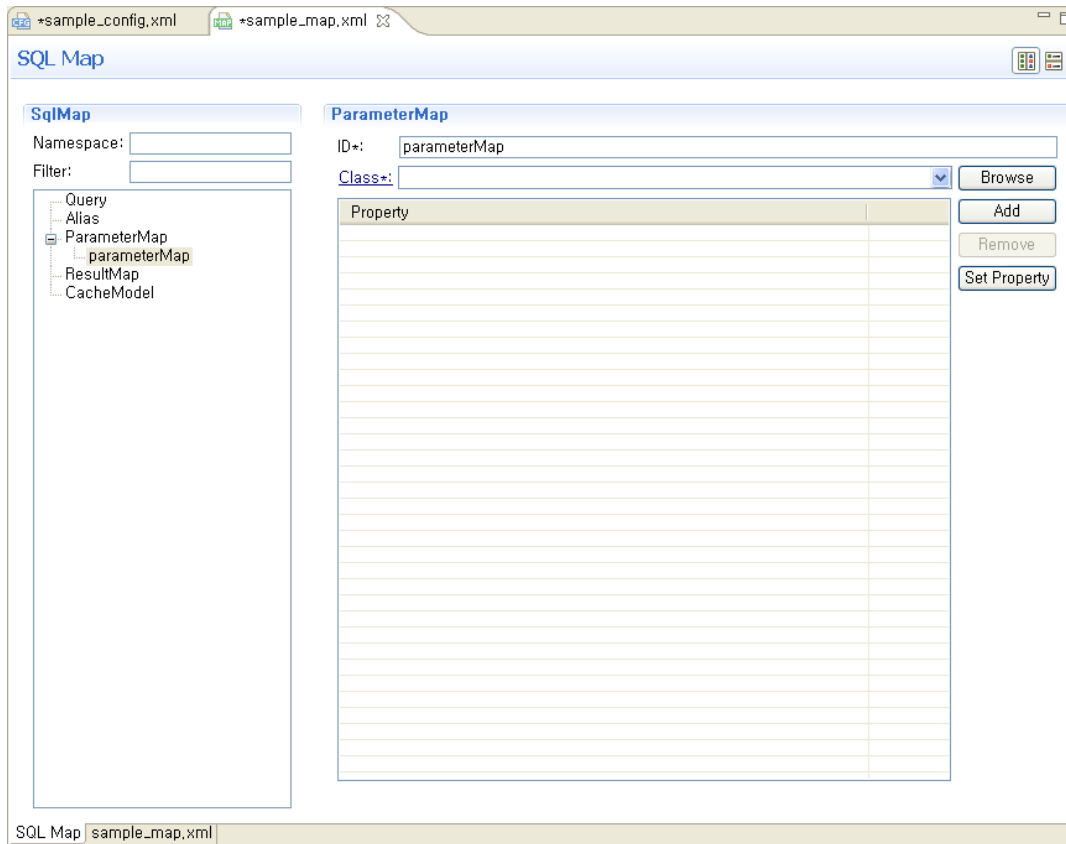 *sample_config.xml *sample_map.xml
SQL Map
SqlMap
Namespace:
Filter:
Query
Alias
ParameterMap
parameterMap
ResultMap
CacheModel
ParameterMap
ID*: parameterMap
Class*: Browse
Property
Add
Remove
Set Property
SQL Map sample_map.xml